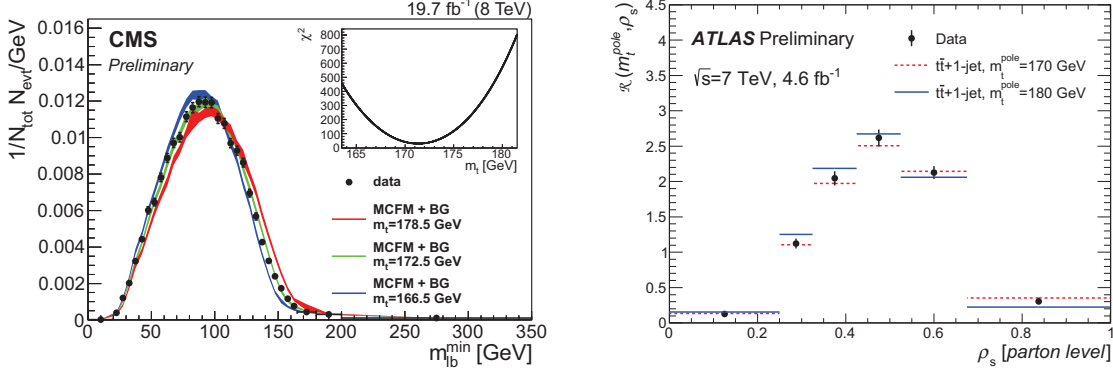 19.7 fb⁻¹ (8 TeV)
CMS
Preliminary
1/N_tot N_evt/GeV
0.016
0.014
0.012
0.010
0.008
0.006
0.004
0.002
0
0 50 100 150 200 250 300 350
m_lb^min [GeV]
χ²
800
700
600
500
400
300
200
100
0
165 170 175 180
m_t [GeV]
data
MCFM + BG
m_t=178.5 GeV
MCFM + BG
m_t=172.5 GeV
MCFM + BG
m_t=166.5 GeV
ℛ(m_t^pole,ρ_s)
4.5
4
3.5
3
2.5
2
1.5
1
0.5
0
ATLAS Preliminary
√s=7 TeV, 4.6 fb⁻¹
Data
tt̄+1-jet, m_t^pole=170 GeV
tt̄+1-jet, m_t^pole=180 GeV
0 0.2 0.4 0.6 0.8 1
ρ_s [parton level]